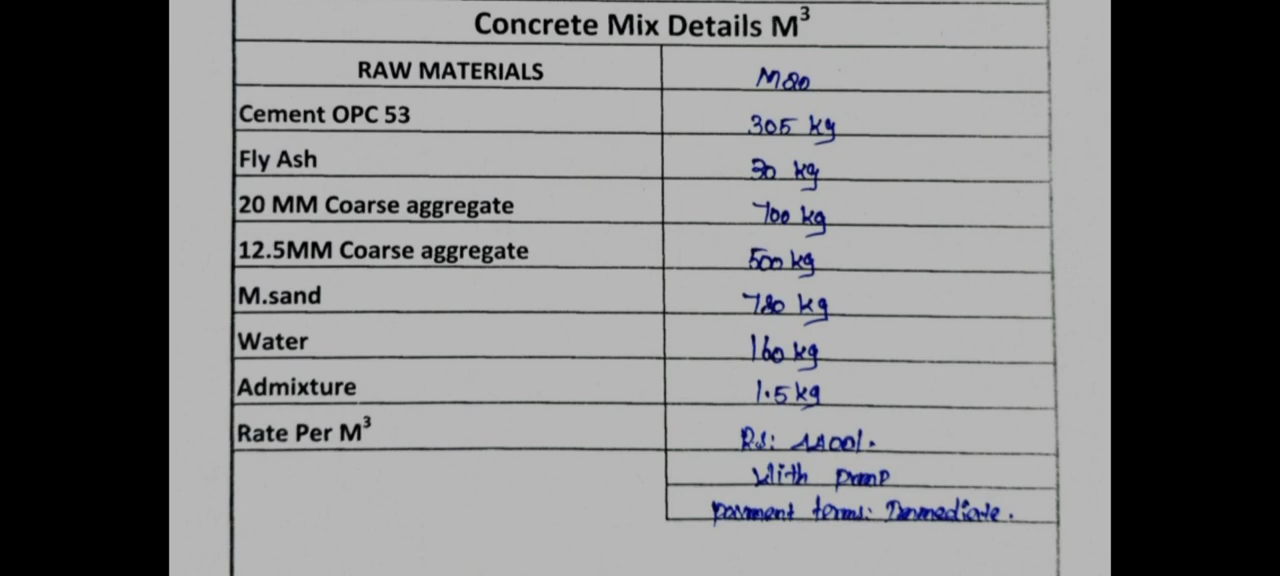 Concrete Mix Details M³
RAW MATERIALS M20
Cement OPC 53 305 kg
Fly Ash 30 kg
20 MM Coarse aggregate 700 kg
12.5MM Coarse aggregate 500 kg
M.sand 780 kg
Water 160 kg
Admixture 1.5 kg
Rate Per M³ Rs:
With pump
payment terms: Immediate.